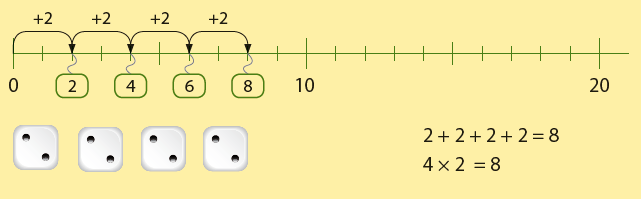 +2 +2 +2 +2
0 2 4 6 8 10 20
2 + 2 + 2 + 2 = 8
4 × 2 = 8